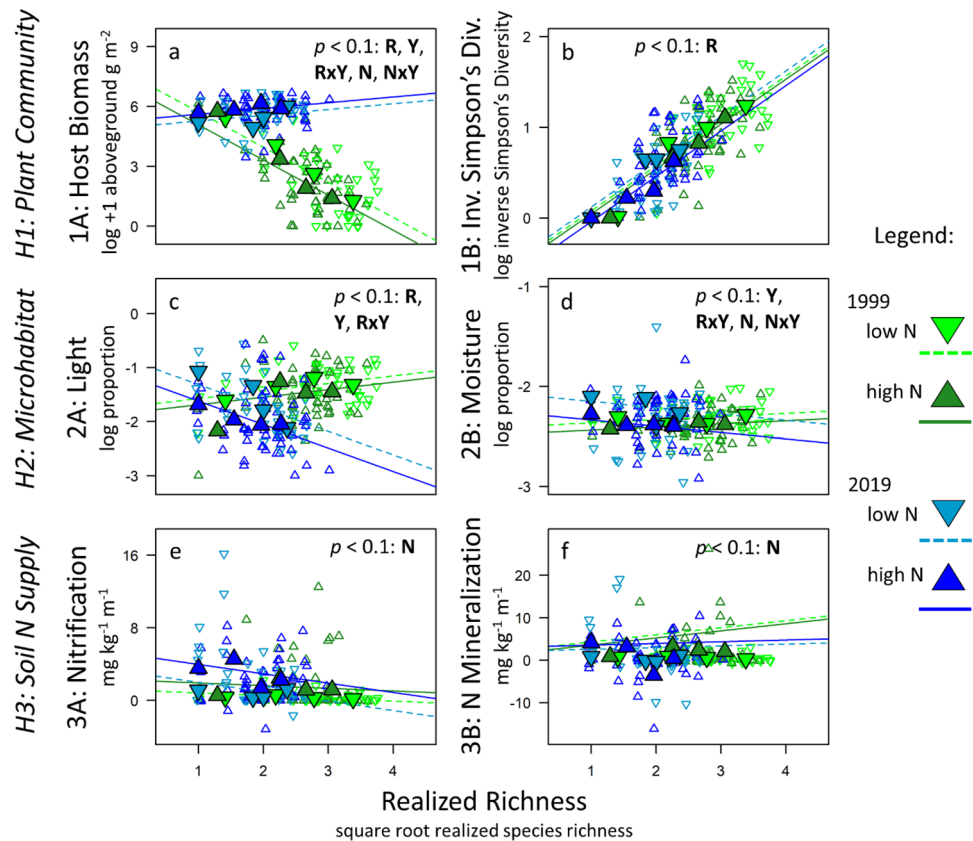 H1: Plant Community
1A: Host Biomass
log +1 aboveground g m-2
9
6
3
0
a
p < 0.1: R, Y,
RxY, N, NxY
1B: Inv. Simpson's Div.
log inverse Simpson's Diversity
2
1
0
b
p < 0.1: R
H2: Microhabitat
2A: Light
log proportion
0
-1
-2
-3
c
p < 0.1: R,
Y, RxY
2B: Moisture
log proportion
-1
-2
-3
d
p < 0.1: Y,
RxY, N, NxY
H3: Soil N Supply
3A: Nitrification
mg kg-1 m-1
16
8
4
0
e
p < 0.1: N
1 2 3 4
3B: N Mineralization
mg kg-1 m-1
20
10
0
-10
f
p < 0.1: N
1 2 3 4
Realized Richness
square root realized species richness
Legend:
1999
low N
high N
2019
low N
high N